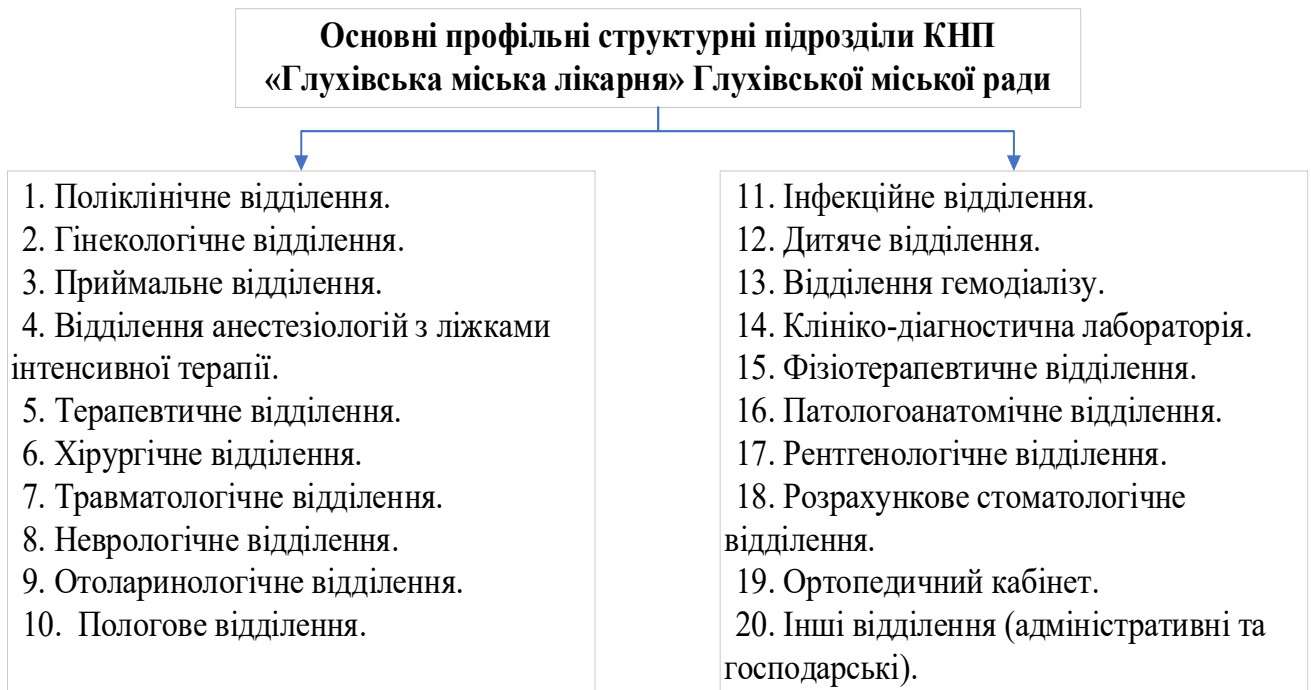 Основні профільні структурні підрозділи КНП
«Глухівська міська лікарня» Глухівської міської ради
1. Поліклінічне відділення.
2. Гінекологічне відділення.
3. Приймальне відділення.
4. Відділення анестезіологій з ліжками
інтенсивної терапії.
5. Терапевтичне відділення.
6. Хірургічне відділення.
7. Травматологічне відділення.
8. Неврологічне відділення.
9. Отоларинологічне відділення.
10. Пологове відділення.
11. Інфекційне відділення.
12. Дитяче відділення.
13. Відділення гемодіалізу.
14. Клініко-діагностична лабораторія.
15. Фізіотерапевтичне відділення.
16. Патологоанатомічне відділення.
17. Рентгенологічне відділення.
18. Розрахункове стоматологічне
відділення.
19. Ортопедичний кабінет.
20. Інші відділення (адміністративні та
господарські).